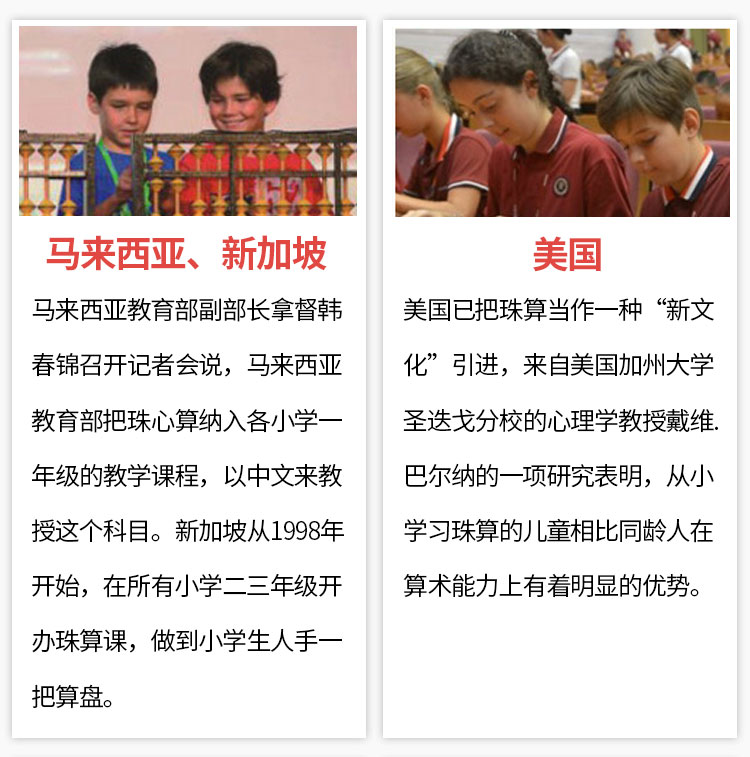 马来西亚、新加坡
马来西亚教育部副部长拿督韩
春锦召开记者会说，马来西亚
教育部把珠心算纳入各小学一
年级的教学课程，以中文来教
授这个科目。新加坡从1998年
开始，在所有小学二三年级开
办珠算课，做到小学生人手一
把算盘。
美国
美国已把珠算当作一种“新文
化”引进，来自美国加州大学
圣迭戈分校的心理学教授戴维.
巴尔纳的一项研究表明，从小
学习珠算的儿童相比同龄人在
算术能力上有着明显的优势。